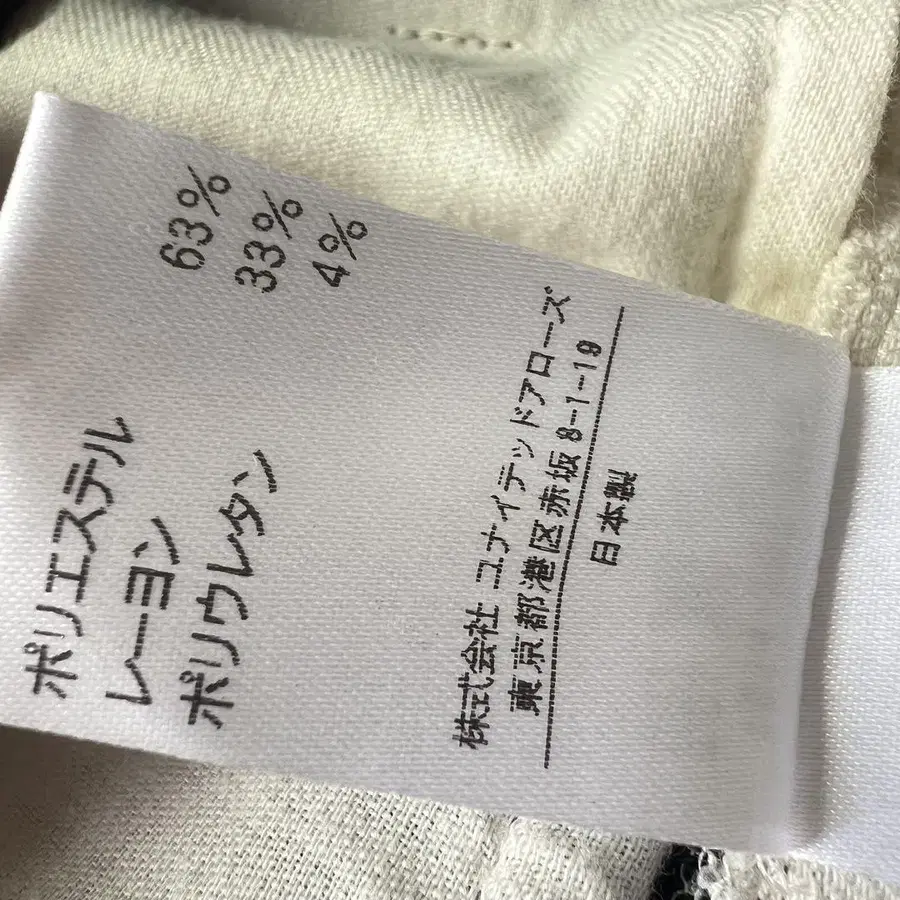 ポリエステル 63%
レーヨン 33%
ポリウレタン 4%
株式会社 ユナイテッドアローズ
東京都港区赤坂8-1-19
日本製